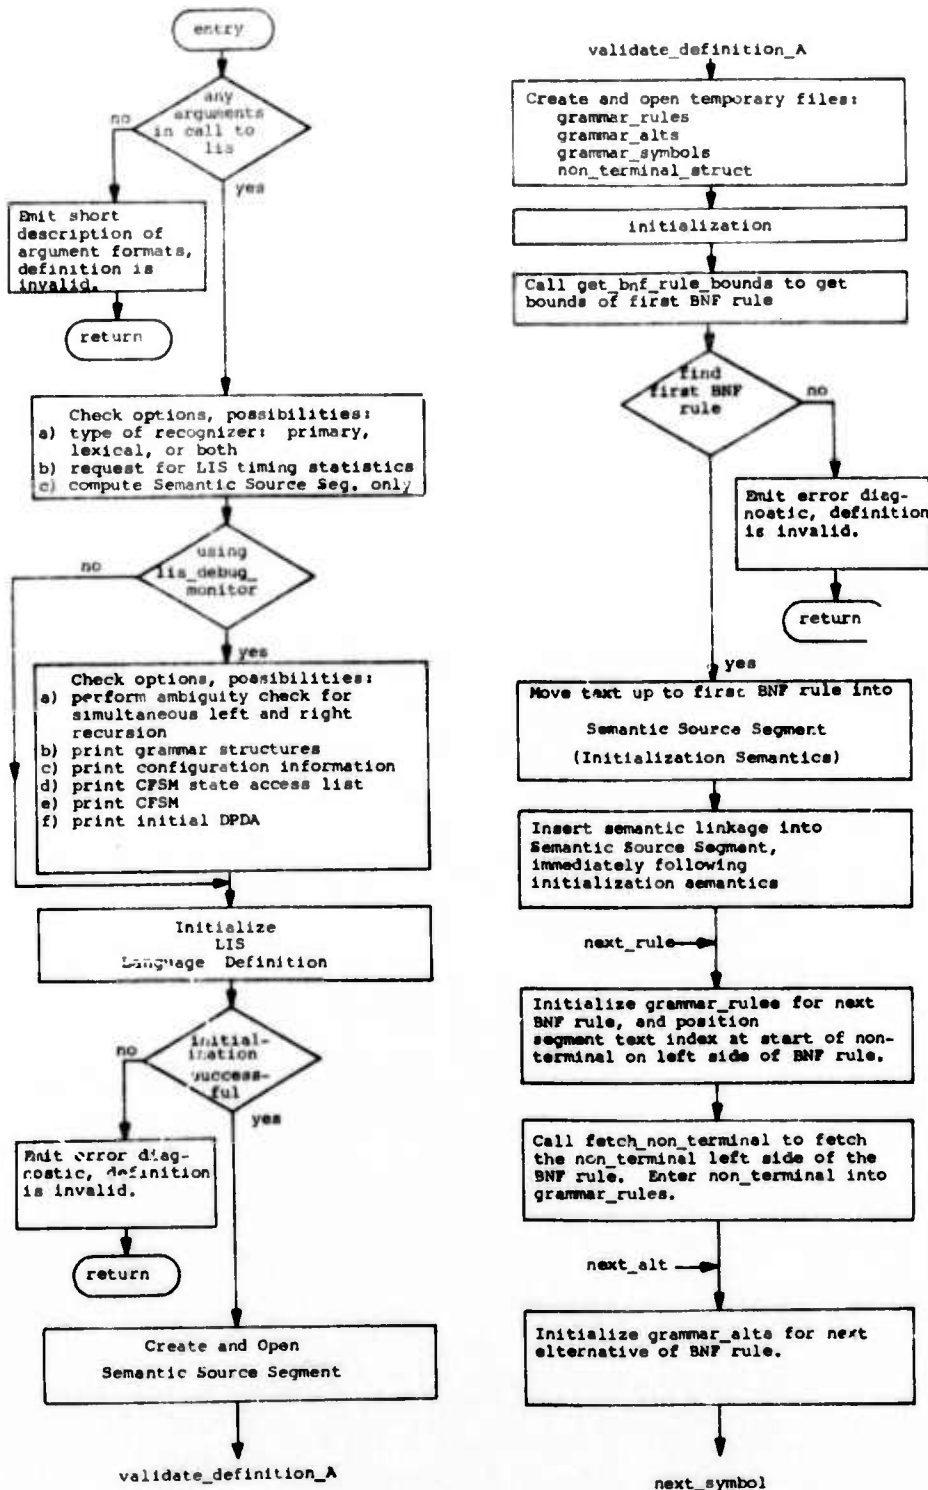 entry
any
arguments
in call to
lis
no
yes
Emit short
description of
argument formats,
definition is
invalid.
return
Check options, possibilities:
a) type of recognizer: primary,
lexical, or both
b) request for LIS timing statistics
c) compute Semantic Source Seg. only
using
lis_debug_
monitor
no
yes
Check options, possibilities:
a) perform ambiguity check for
simultaneous left and right
recursion
b) print grammar structures
c) print configuration information
d) print CFSM state access list
e) print CFSM
f) print initial DPDA
Initialize
LIS
Language Definition
initial-
ization
success-
ful
no
yes
Emit error diag-
nostic, definition
is invalid.
return
Create and Open
Semantic Source Segment
validate_definition_A
validate_definition_A
Create and open temporary files:
grammar_rules
grammar_alts
grammar_symbols
non_terminal_struct
initialization
Call get_bnf_rule_bounds to get
bounds of first BNF rule
find
first BNF
rule
no
Emit error diag-
nostic, definition
is invalid.
return
yes
Move text up to first BNF rule into
Semantic Source Segment
(Initialization Semantics)
Insert semantic linkage into
Semantic Source Segment,
immediately following
initialization semantics
next_rule
Initialize grammar_rules for next
BNF rule, and position
segment text index at start of non-
terminal on left side of BNF rule.
Call fetch_non_terminal to fetch
the non_terminal left side of the
BNF rule. Enter non_terminal into
grammar_rules.
next_alt
Initialize grammar_alts for next
elternative of BNF rule.
next_symbol